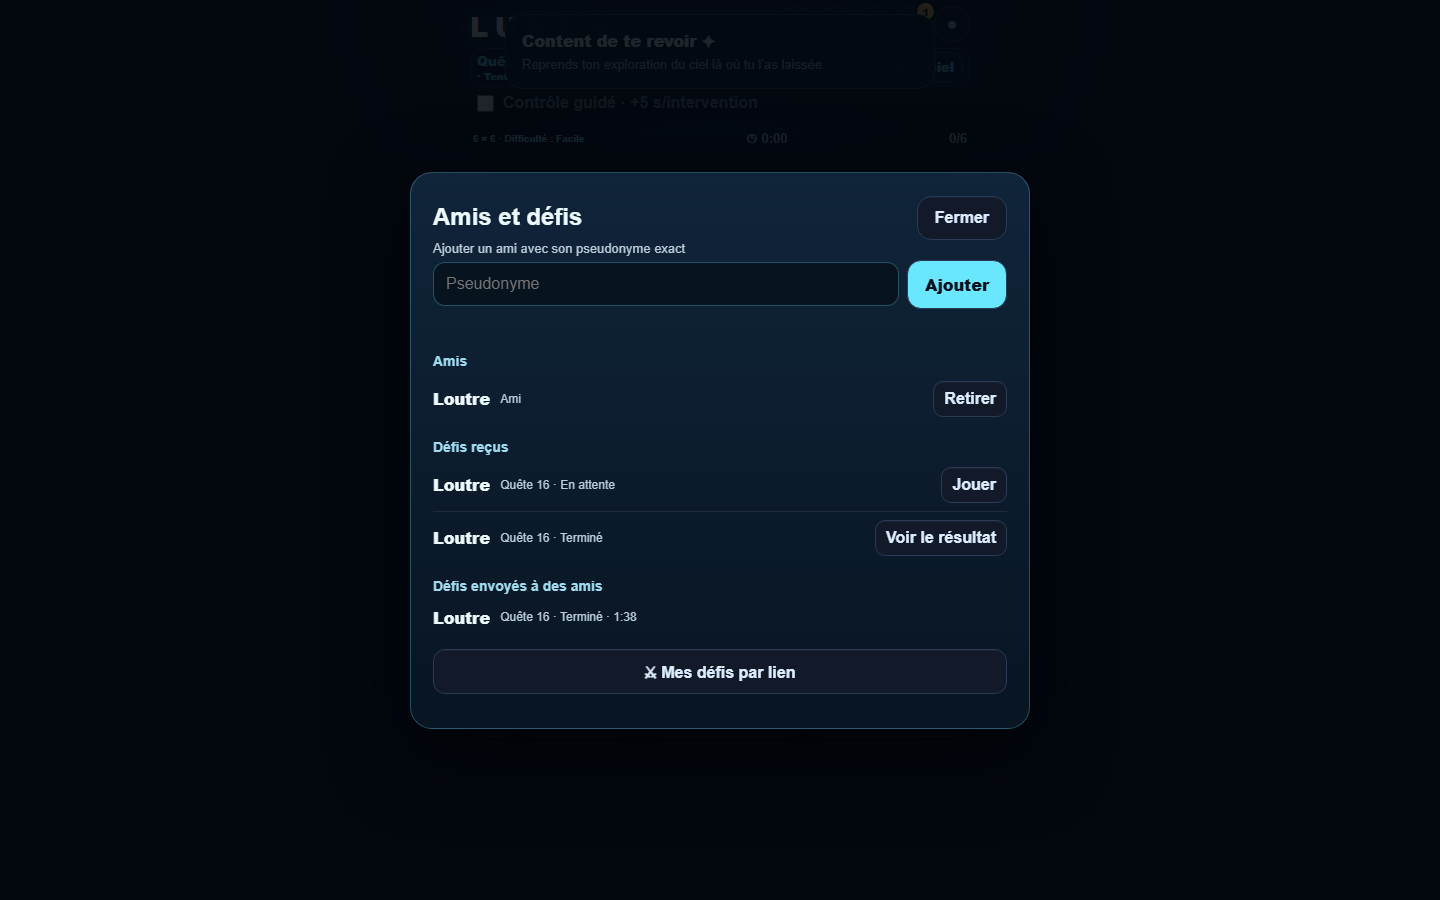 Content de te revoir ✦
Reprends ton exploration du ciel là où tu l'as laissée.
Contrôle guidé · +5 s/intervention
6 × 6 · Difficulté : Facile
0:00
0/6
Amis et défis
Fermer
Ajouter un ami avec son pseudonyme exact
Pseudonyme
Ajouter
Amis
Loutre Ami
Retirer
Défis reçus
Loutre Quête 16 · En attente
Jouer
Loutre Quête 16 · Terminé
Voir le résultat
Défis envoyés à des amis
Loutre Quête 16 · Terminé · 1:38
⚔ Mes défis par lien